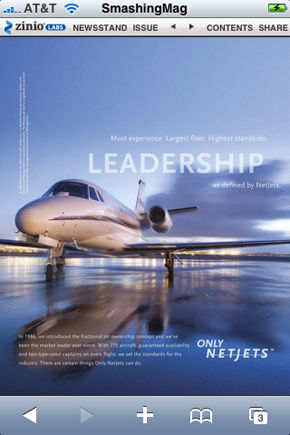 AT&T SmashingMag
zinio LABS NEWSSTAND ISSUE CONTENTS SHARE
Most experience. Largest fleet. Highest standards.
LEADERSHIP
as defined by NetJets.
In 1986, we introduced the fractional jet ownership concept and we've
been the market leader ever since. With 775 aircraft, guaranteed availability
and two type-rated captains on every flight, we set the standards for the
industry. There are certain things Only NetJets can do.
ONLY
NETJETS™
3